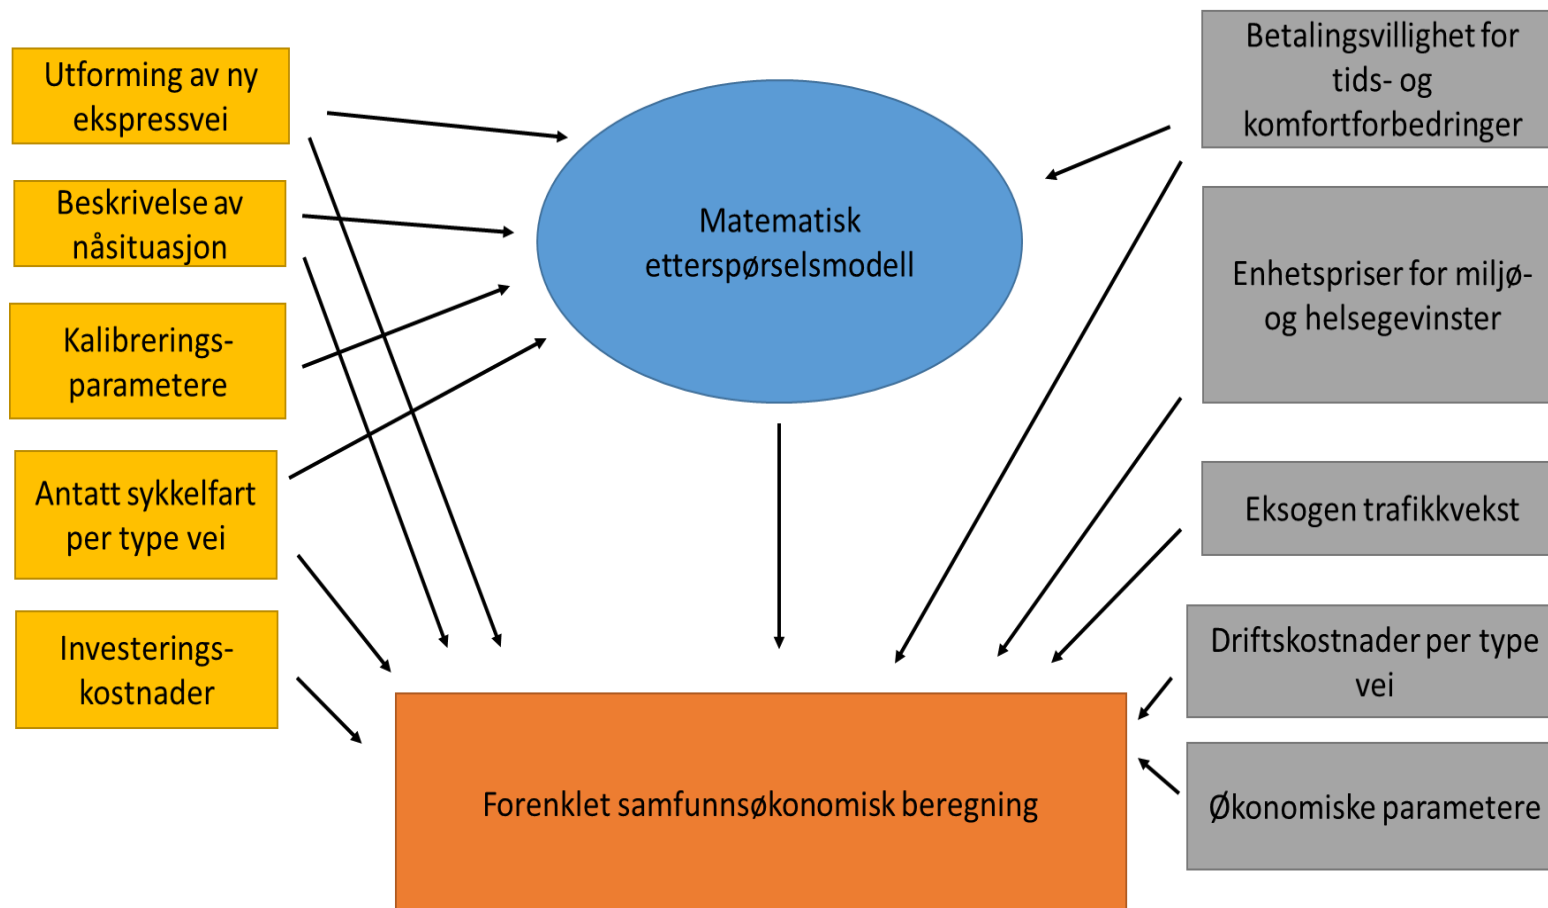 Utforming av ny
ekspressvei
Beskrivelse av
nåsituasjon
Kalibrerings-
parametere
Antatt sykkelfart
per type vei
Investerings-
kostnader
Matematisk
etterspørselsmodell
Forenklet samfunnsøkonomisk beregning
Betalingsvillighet for
tids- og
komfortforbedringer
Enhetspriser for miljø-
og helsegevinster
Eksogen trafikkvekst
Driftskostnader per type
vei
Økonomiske parametere